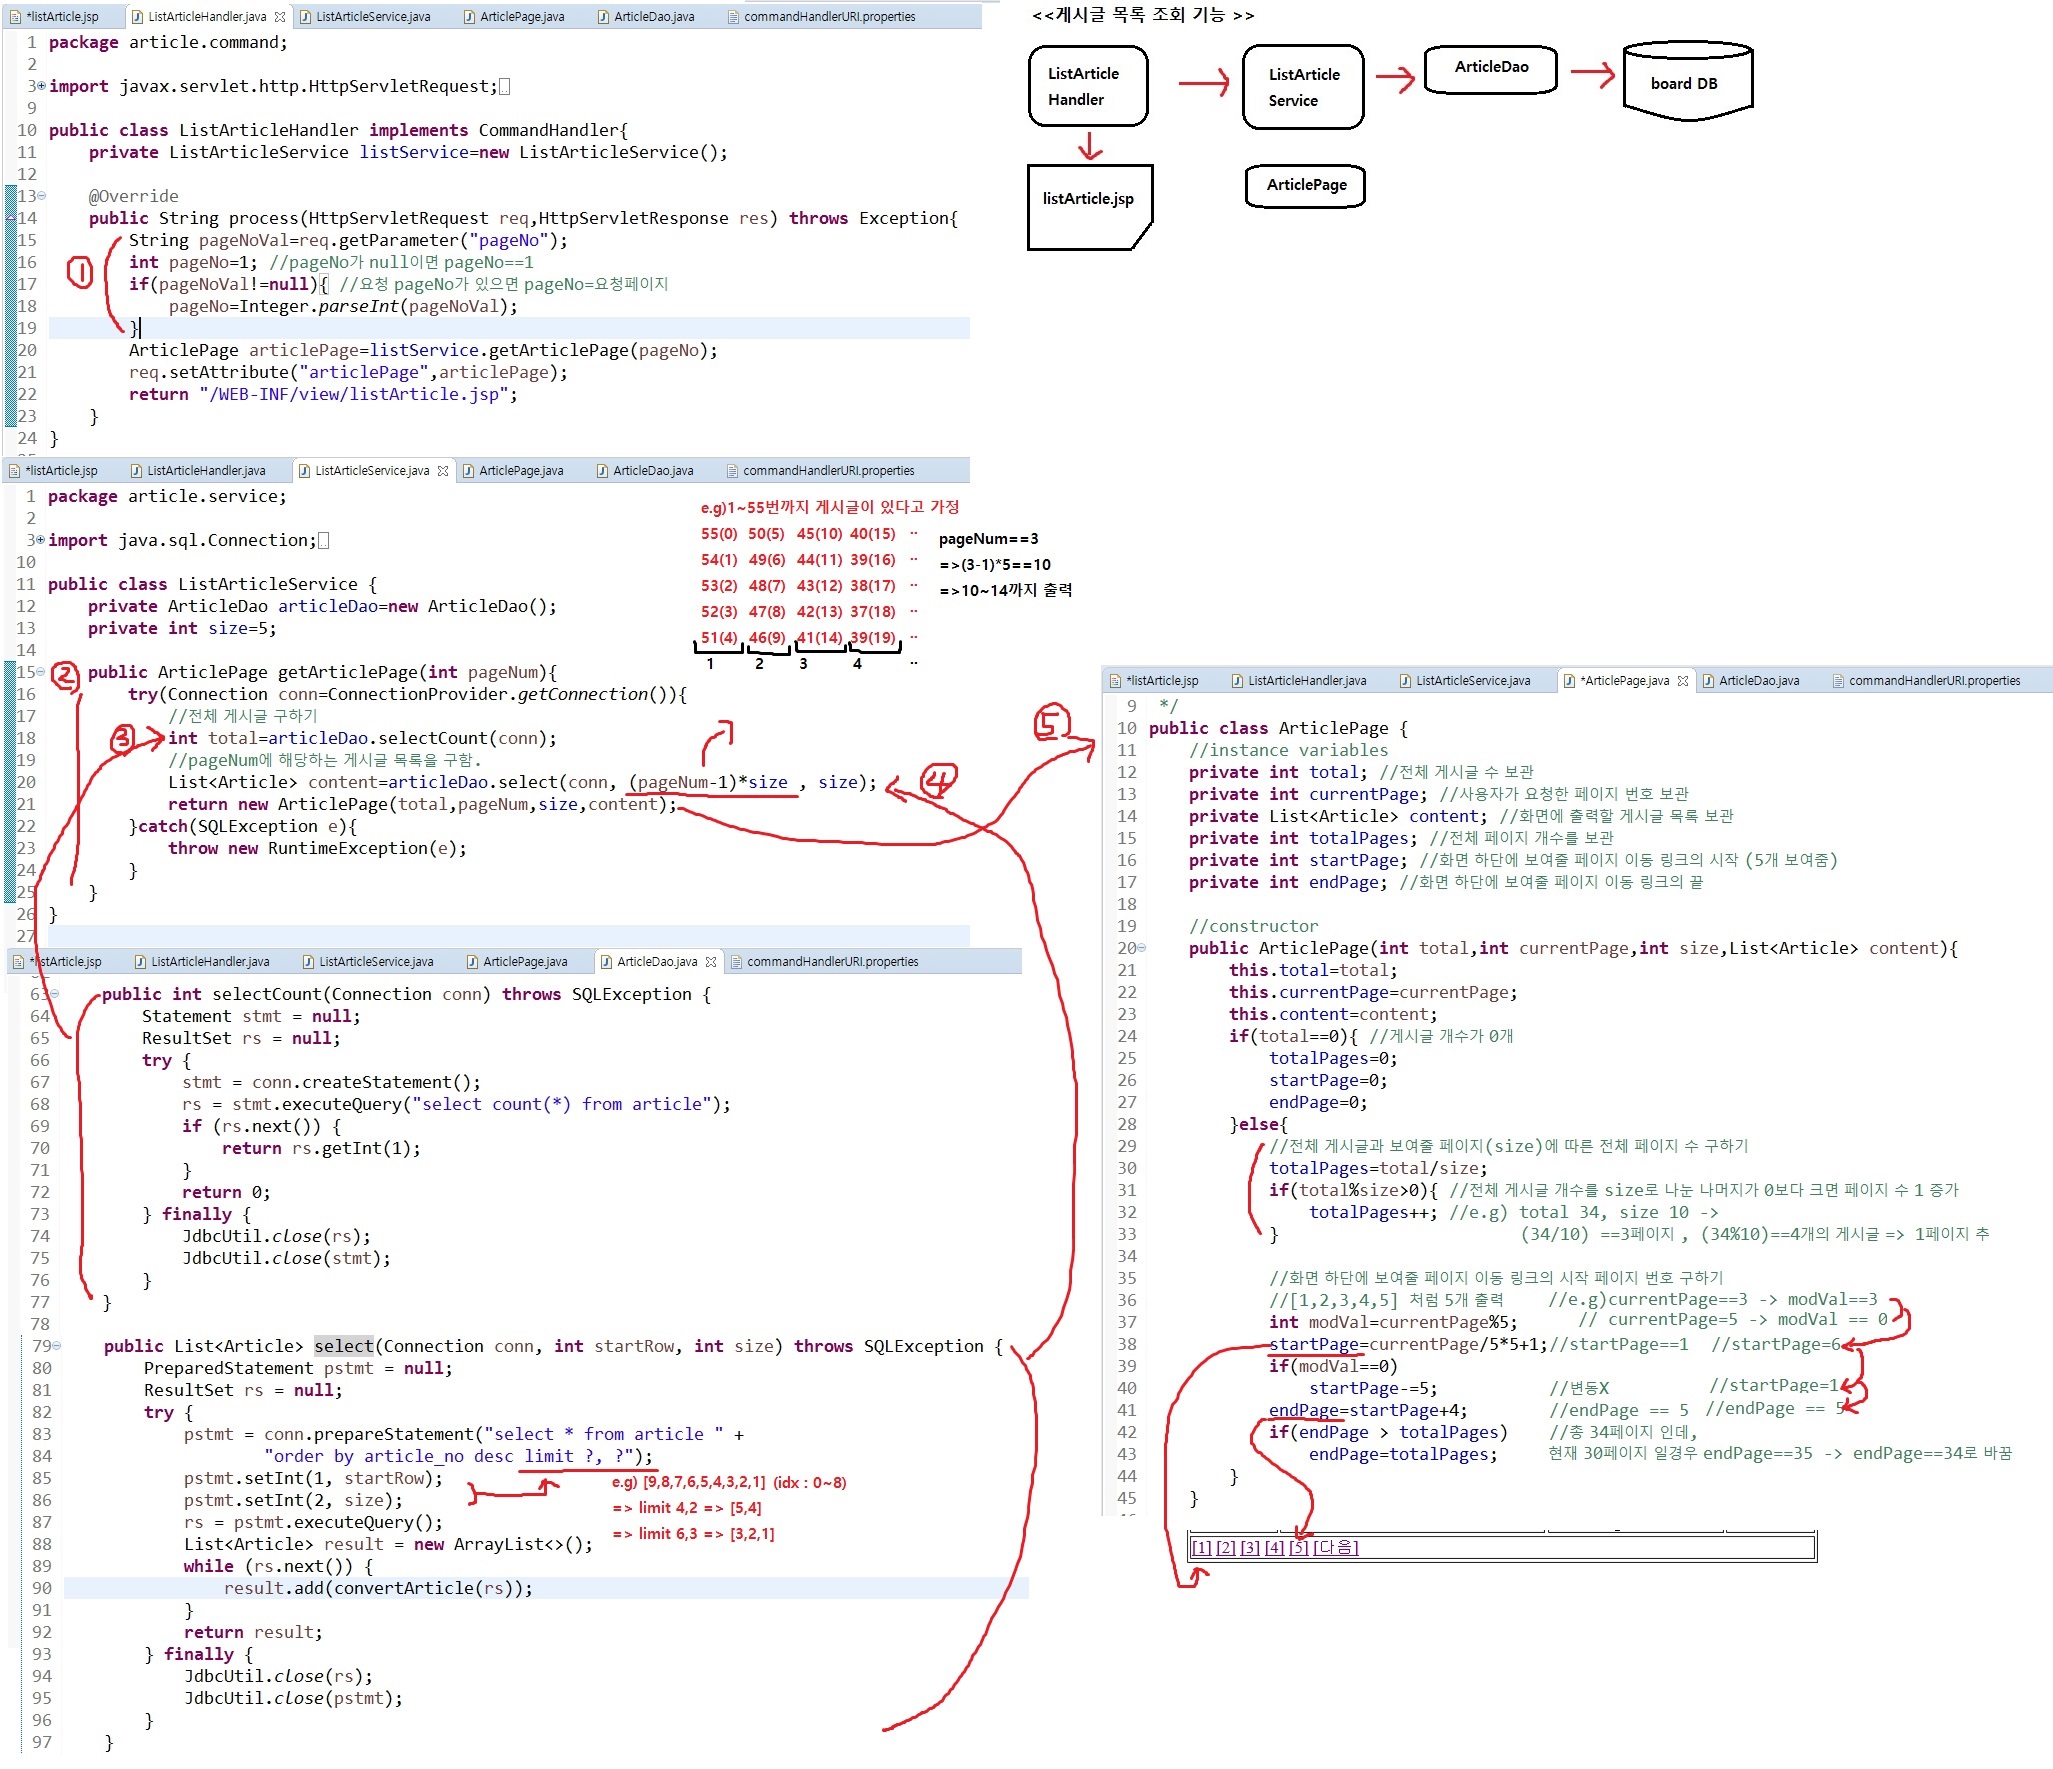 *listArticle.jsp ListArticleHandler.java ListArticleService.java ArticlePage.java ArticleDao.java commandHandlerURI.properties
1 package article.command;
2
3 import javax.servlet.http.HttpServletRequest;
9
10 public class ListArticleHandler implements CommandHandler{
11 private ListArticleService listService=new ListArticleService();
12
13 @Override
14 public String process(HttpServletRequest req,HttpServletResponse res) throws Exception{
15 String pageNoVal=req.getParameter("pageNo");
16 int pageNo=1; //pageNo가 null이면 pageNo==1
17 if(pageNoVal!=null){ //요청 pageNo가 있으면 pageNo=요청페이지
18 pageNo=Integer.parseInt(pageNoVal);
19 }
20 ArticlePage articlePage=listService.getArticlePage(pageNo);
21 req.setAttribute("articlePage",articlePage);
22 return "/WEB-INF/view/listArticle.jsp";
23 }
24 }
①
<<게시글 목록 조회 기능 >>
ListArticle
Handler
ListArticle
Service
ArticleDao
board DB
listArticle.jsp
ArticlePage
*listArticle.jsp ListArticleHandler.java ListArticleService.java ArticlePage.java ArticleDao.java commandHandlerURI.properties
1 package article.service;
2
3 import java.sql.Connection;
10
11 public class ListArticleService {
12 private ArticleDao articleDao=new ArticleDao();
13 private int size=5;
14
15 public ArticlePage getArticlePage(int pageNum){
16 try(Connection conn=ConnectionProvider.getConnection()){
17 //전체 게시글 구하기
18 int total=articleDao.selectCount(conn);
19 //pageNum에 해당하는 게시글 목록을 구함.
20 List<Article> content=articleDao.select(conn, (pageNum-1)*size , size);
21 return new ArticlePage(total,pageNum,size,content);
22 }catch(SQLException e){
23 throw new RuntimeException(e);
24 }
25 }
26 }
27
②
③
④
⑤
e.g)1~55번까지 게시글이 있다고 가정
55(0) 50(5) 45(10) 40(15) ..
54(1) 49(6) 44(11) 39(16) ..
53(2) 48(7) 43(12) 38(17) ..
52(3) 47(8) 42(13) 37(18) ..
51(4) 46(9) 41(14) 39(19) ..
1 2 3 4 ..
pageNum==3
=>(3-1)*5==10
=>10~14까지 출력
*listArticle.jsp ListArticleHandler.java ListArticleService.java ArticlePage.java ArticleDao.java commandHandlerURI.properties
63 public int selectCount(Connection conn) throws SQLException {
64 Statement stmt = null;
65 ResultSet rs = null;
66 try {
67 stmt = conn.createStatement();
68 rs = stmt.executeQuery("select count(*) from article");
69 if (rs.next()) {
70 return rs.getInt(1);
71 }
72 return 0;
73 } finally {
74 JdbcUtil.close(rs);
75 JdbcUtil.close(stmt);
76 }
77 }
78
79 public List<Article> select(Connection conn, int startRow, int size) throws SQLException {
80 PreparedStatement pstmt = null;
81 ResultSet rs = null;
82 try {
83 pstmt = conn.prepareStatement("select * from article " +
84 "order by article_no desc limit ?, ?");
85 pstmt.setInt(1, startRow);
86 pstmt.setInt(2, size);
87 rs = pstmt.executeQuery();
88 List<Article> result = new ArrayList<>();
89 while (rs.next()) {
90 result.add(convertArticle(rs));
91 }
92 return result;
93 } finally {
94 JdbcUtil.close(rs);
95 JdbcUtil.close(pstmt);
96 }
97 }
e.g) [9,8,7,6,5,4,3,2,1] (idx : 0~8)
=> limit 4,2 => [5,4]
=> limit 6,3 => [3,2,1]
*listArticle.jsp ListArticleHandler.java ListArticleService.java *ArticlePage.java ArticleDao.java commandHandlerURI.properties
9 */
10 public class ArticlePage {
11 //instance variables
12 private int total; //전체 게시글 수 보관
13 private int currentPage; //사용자가 요청한 페이지 번호 보관
14 private List<Article> content; //화면에 출력할 게시글 목록 보관
15 private int totalPages; //전체 페이지 개수를 보관
16 private int startPage; //화면 하단에 보여줄 페이지 이동 링크의 시작 (5개 보여줌)
17 private int endPage; //화면 하단에 보여줄 페이지 이동 링크의 끝
18
19 //constructor
20 public ArticlePage(int total,int currentPage,int size,List<Article> content){
21 this.total=total;
22 this.currentPage=currentPage;
23 this.content=content;
24 if(total==0){ //게시글 개수가 0개
25 totalPages=0;
26 startPage=0;
27 endPage=0;
28 }else{
29 //전체 게시글과 보여줄 페이지(size)에 따른 전체 페이지 수 구하기
30 totalPages=total/size;
31 if(total%size>0){ //전체 게시글 개수를 size로 나눈 나머지가 0보다 크면 페이지 수 1 증가
32 totalPages++; //e.g) total 34, size 10 ->
33 } (34/10) ==3페이지 , (34%10)==4개의 게시글 => 1페이지 추
34
35 //화면 하단에 보여줄 페이지 이동 링크의 시작 페이지 번호 구하기
36 //[1,2,3,4,5] 처럼 5개 출력 //e.g)currentPage==3 -> modVal==3
37 int modVal=currentPage%5; // currentPage=5 -> modVal == 0
38 startPage=currentPage/5*5+1;//startPage==1 //startPage=6
39 if(modVal==0)
40 startPage-=5; //변동X //startPage=1
41 endPage=startPage+4; //endPage == 5 //endPage == 5
42 if(endPage > totalPages) //총 34페이지 인데,
43 endPage=totalPages; 현재 30페이지 일경우 endPage==35 -> endPage==34로 바꿈
44 }
45 }
[1] [2] [3] [4] [5] [다음]